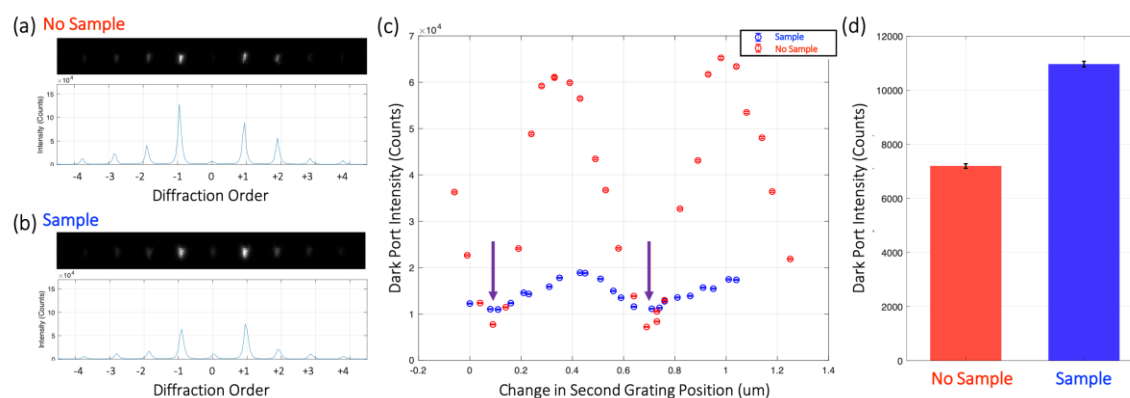 (a) No Sample
×10⁴
Intensity (Counts)
15
10
5
0
-4 -3 -2 -1 0 +1 +2 +3 +4
Diffraction Order
(b) Sample
×10⁴
Intensity (Counts)
15
10
5
0
-4 -3 -2 -1 0 +1 +2 +3 +4
Diffraction Order
(c)
7 ×10⁴
6
5
4
3
2
1
0
Dark Port Intensity (Counts)
Sample
No Sample
0 0.2 0.4 0.6 0.8 1 1.2 1.4
Change in Second Grating Position (um)
(d)
12000
10000
8000
6000
4000
2000
0
Dark Port Intensity (Counts)
No Sample
Sample